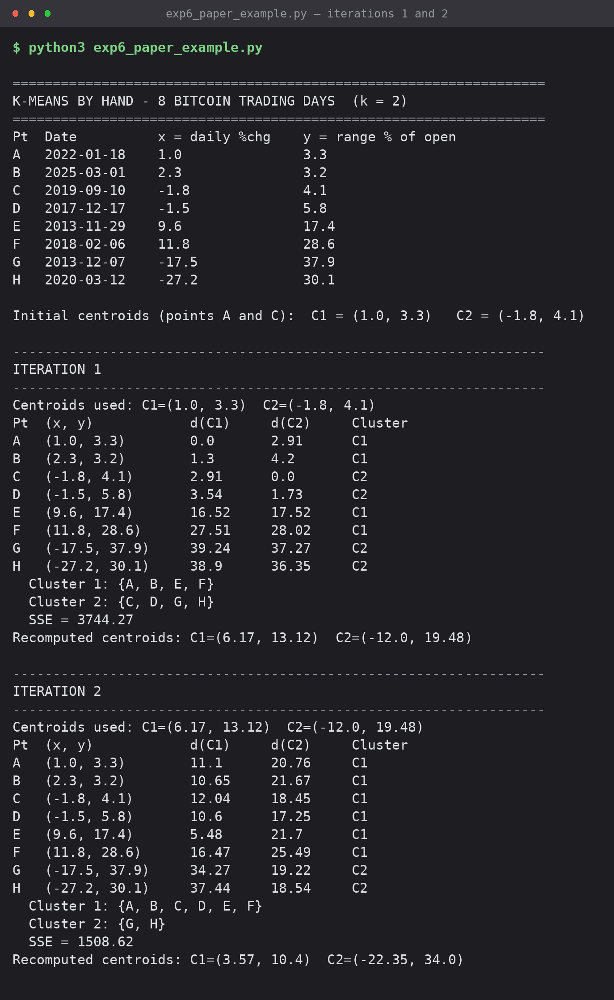 exp6_paper_example.py — iterations 1 and 2
$ python3 exp6_paper_example.py
==================================================================
K-MEANS BY HAND - 8 BITCOIN TRADING DAYS  (k = 2)
==================================================================
Pt  Date          x = daily %chg    y = range % of open
A   2022-01-18    1.0               3.3
B   2025-03-01    2.3               3.2
C   2019-09-10    -1.8              4.1
D   2017-12-17    -1.5              5.8
E   2013-11-29    9.6               17.4
F   2018-02-06    11.8              28.6
G   2013-12-07    -17.5             37.9
H   2020-03-12    -27.2             30.1
Initial centroids (points A and C):  C1 = (1.0, 3.3)   C2 = (-1.8, 4.1)
------------------------------------------------------------------
ITERATION 1
------------------------------------------------------------------
Centroids used: C1=(1.0, 3.3)  C2=(-1.8, 4.1)
Pt  (x, y)            d(C1)     d(C2)     Cluster
A   (1.0, 3.3)        0.0       2.91      C1
B   (2.3, 3.2)        1.3       4.2       C1
C   (-1.8, 4.1)       2.91      0.0       C2
D   (-1.5, 5.8)       3.54      1.73      C2
E   (9.6, 17.4)       16.52     17.52     C1
F   (11.8, 28.6)      27.51     28.02     C1
G   (-17.5, 37.9)     39.24     37.27     C2
H   (-27.2, 30.1)     38.9      36.35     C2
  Cluster 1: {A, B, E, F}
  Cluster 2: {C, D, G, H}
  SSE = 3744.27
Recomputed centroids: C1=(6.17, 13.12)  C2=(-12.0, 19.48)
------------------------------------------------------------------
ITERATION 2
------------------------------------------------------------------
Centroids used: C1=(6.17, 13.12)  C2=(-12.0, 19.48)
Pt  (x, y)            d(C1)     d(C2)     Cluster
A   (1.0, 3.3)        11.1      20.76     C1
B   (2.3, 3.2)        10.65     21.67     C1
C   (-1.8, 4.1)       12.04     18.45     C1
D   (-1.5, 5.8)       10.6      17.25     C1
E   (9.6, 17.4)       5.48      21.7      C1
F   (11.8, 28.6)      16.47     25.49     C1
G   (-17.5, 37.9)     34.27     19.22     C2
H   (-27.2, 30.1)     37.44     18.54     C2
  Cluster 1: {A, B, C, D, E, F}
  Cluster 2: {G, H}
  SSE = 1508.62
Recomputed centroids: C1=(3.57, 10.4)  C2=(-22.35, 34.0)